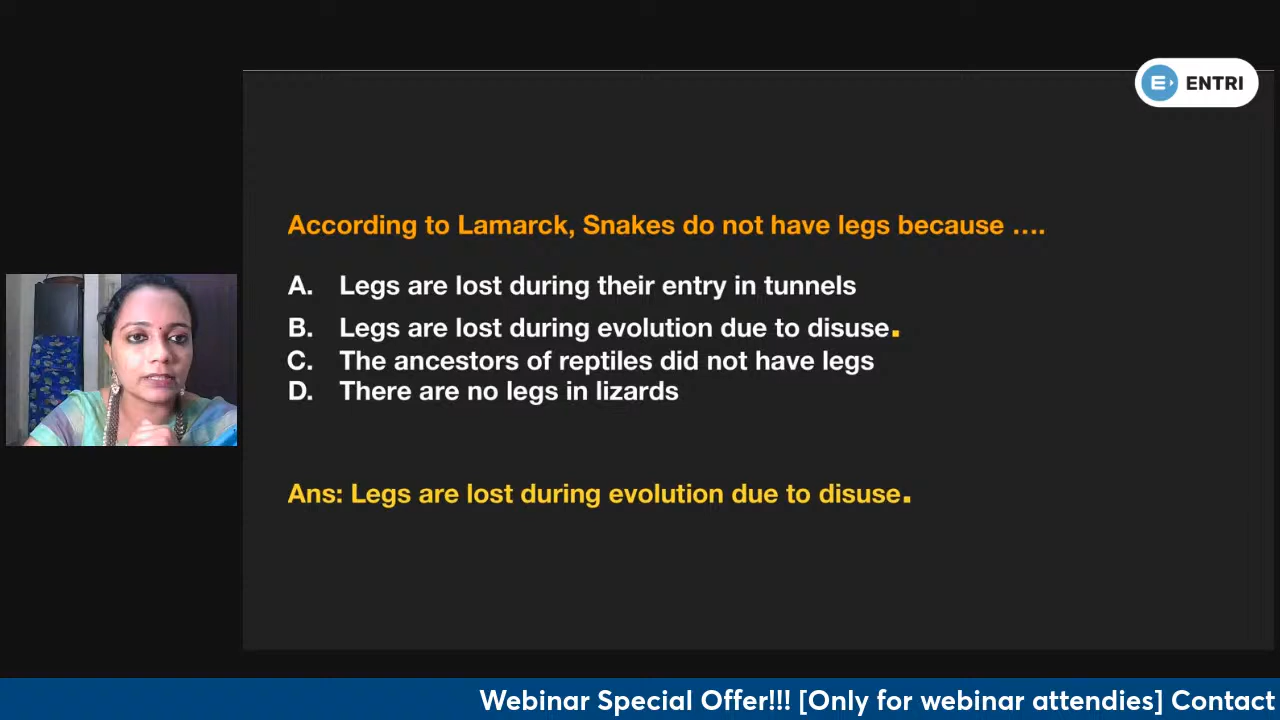 ENTRI
According to Lamarck, Snakes do not have legs because ….
A. Legs are lost during their entry in tunnels
B. Legs are lost during evolution due to disuse.
C. The ancestors of reptiles did not have legs
D. There are no legs in lizards
Ans: Legs are lost during evolution due to disuse.
Webinar Special Offer!!! [Only for webinar attendies] Contact